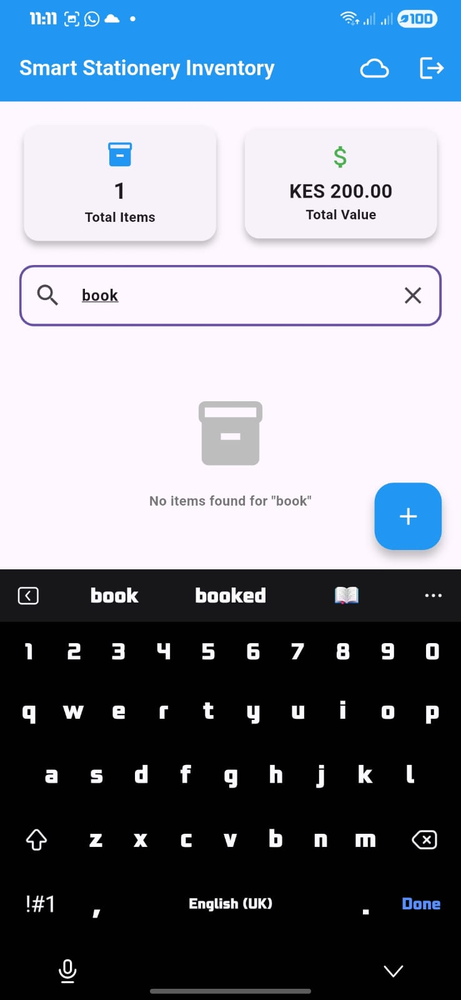 11:11
100
Smart Stationery Inventory
1
Total Items
$
KES 200.00
Total Value
book
No items found for "book"
+
book booked
1 2 3 4 5 6 7 8 9 0
q w e r t y u i o p
a s d f g h j k l
z x c v b n m
!#1 , English (UK) . Done